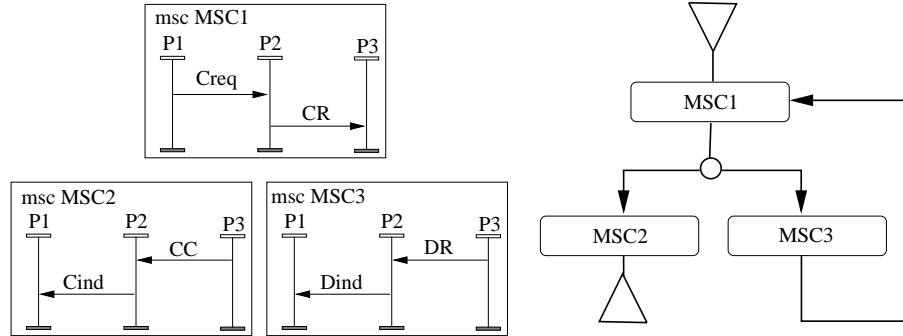 msc MSC1
P1 P2 P3
Creq
CR
msc MSC2
P1 P2 P3
CC
Cind
msc MSC3
P1 P2 P3
DR
Dind
MSC1
MSC2 MSC3